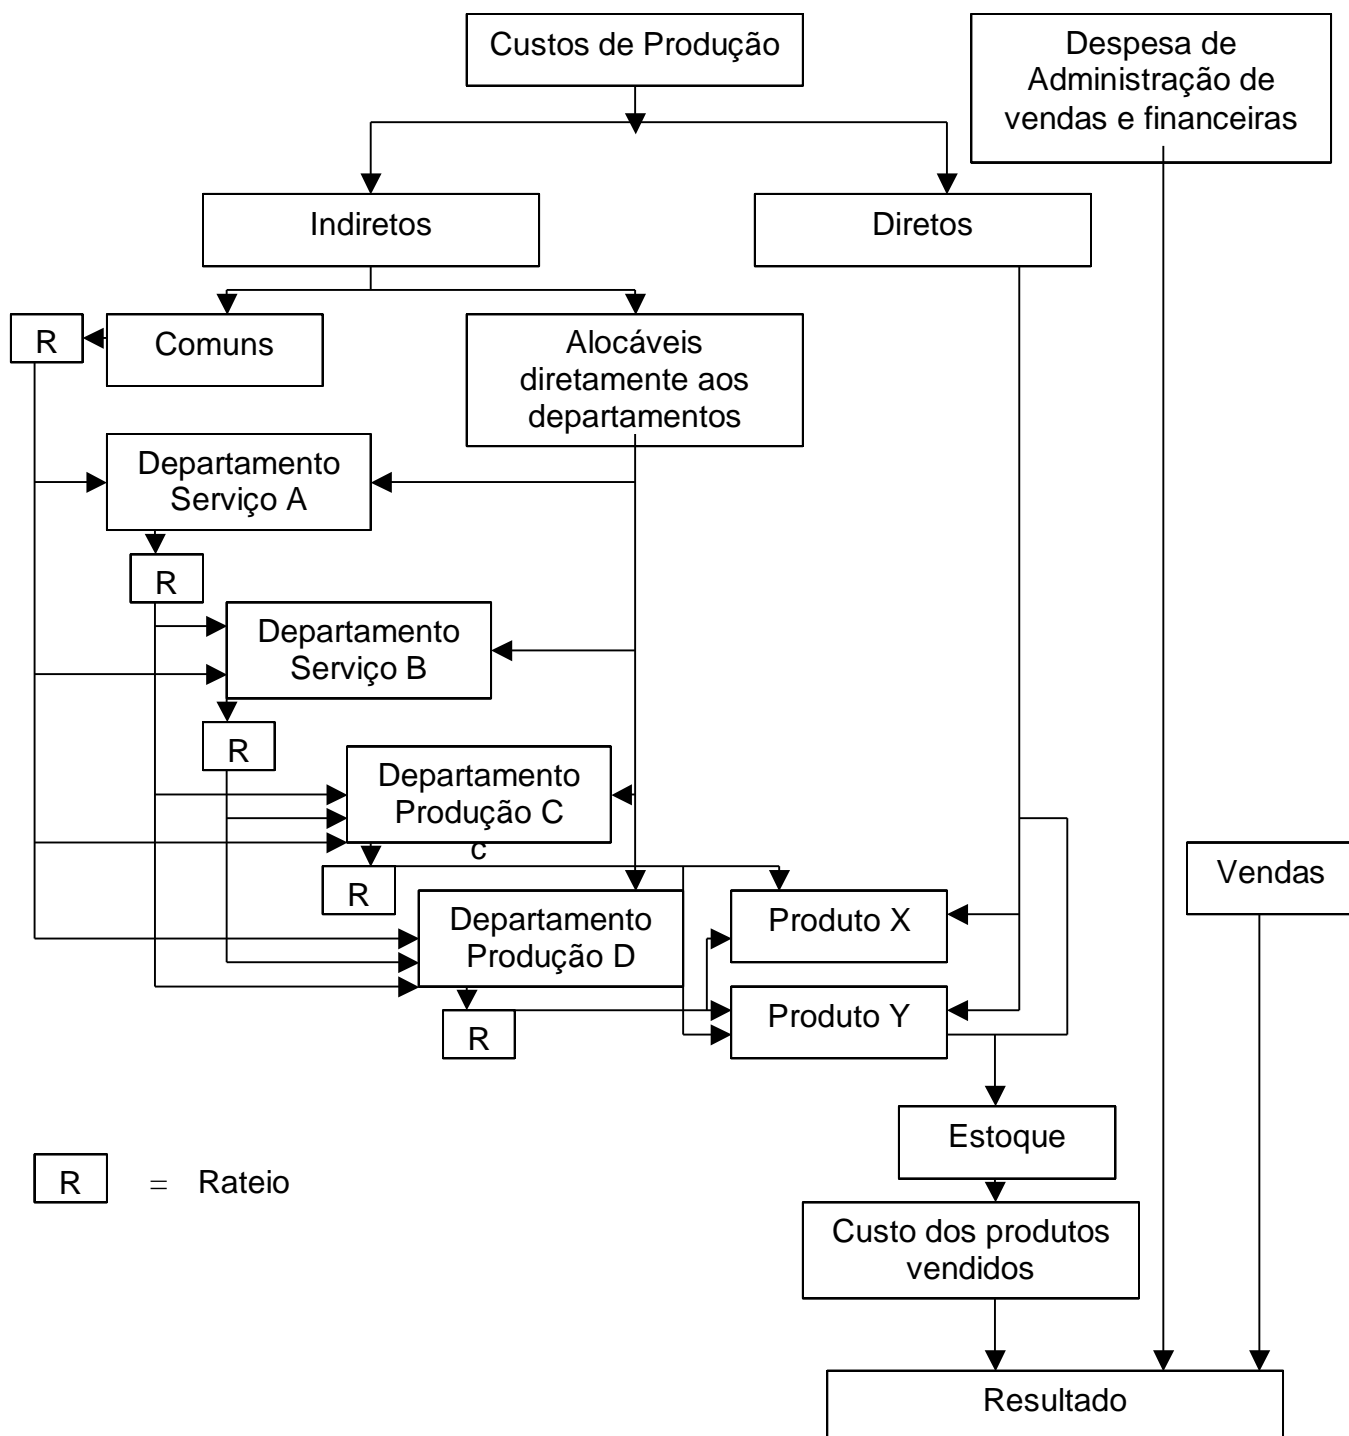 Custos de Produção
Despesa de
Administração de
vendas e financeiras
Indiretos
Diretos
R
Comuns
Alocáveis
diretamente aos
departamentos
Departamento
Serviço A
R
Departamento
Serviço B
R
Departamento
Produção C
c
R
Vendas
Departamento
Produção D
Produto X
R
Produto Y
Estoque
R = Rateio
Custo dos produtos
vendidos
Resultado